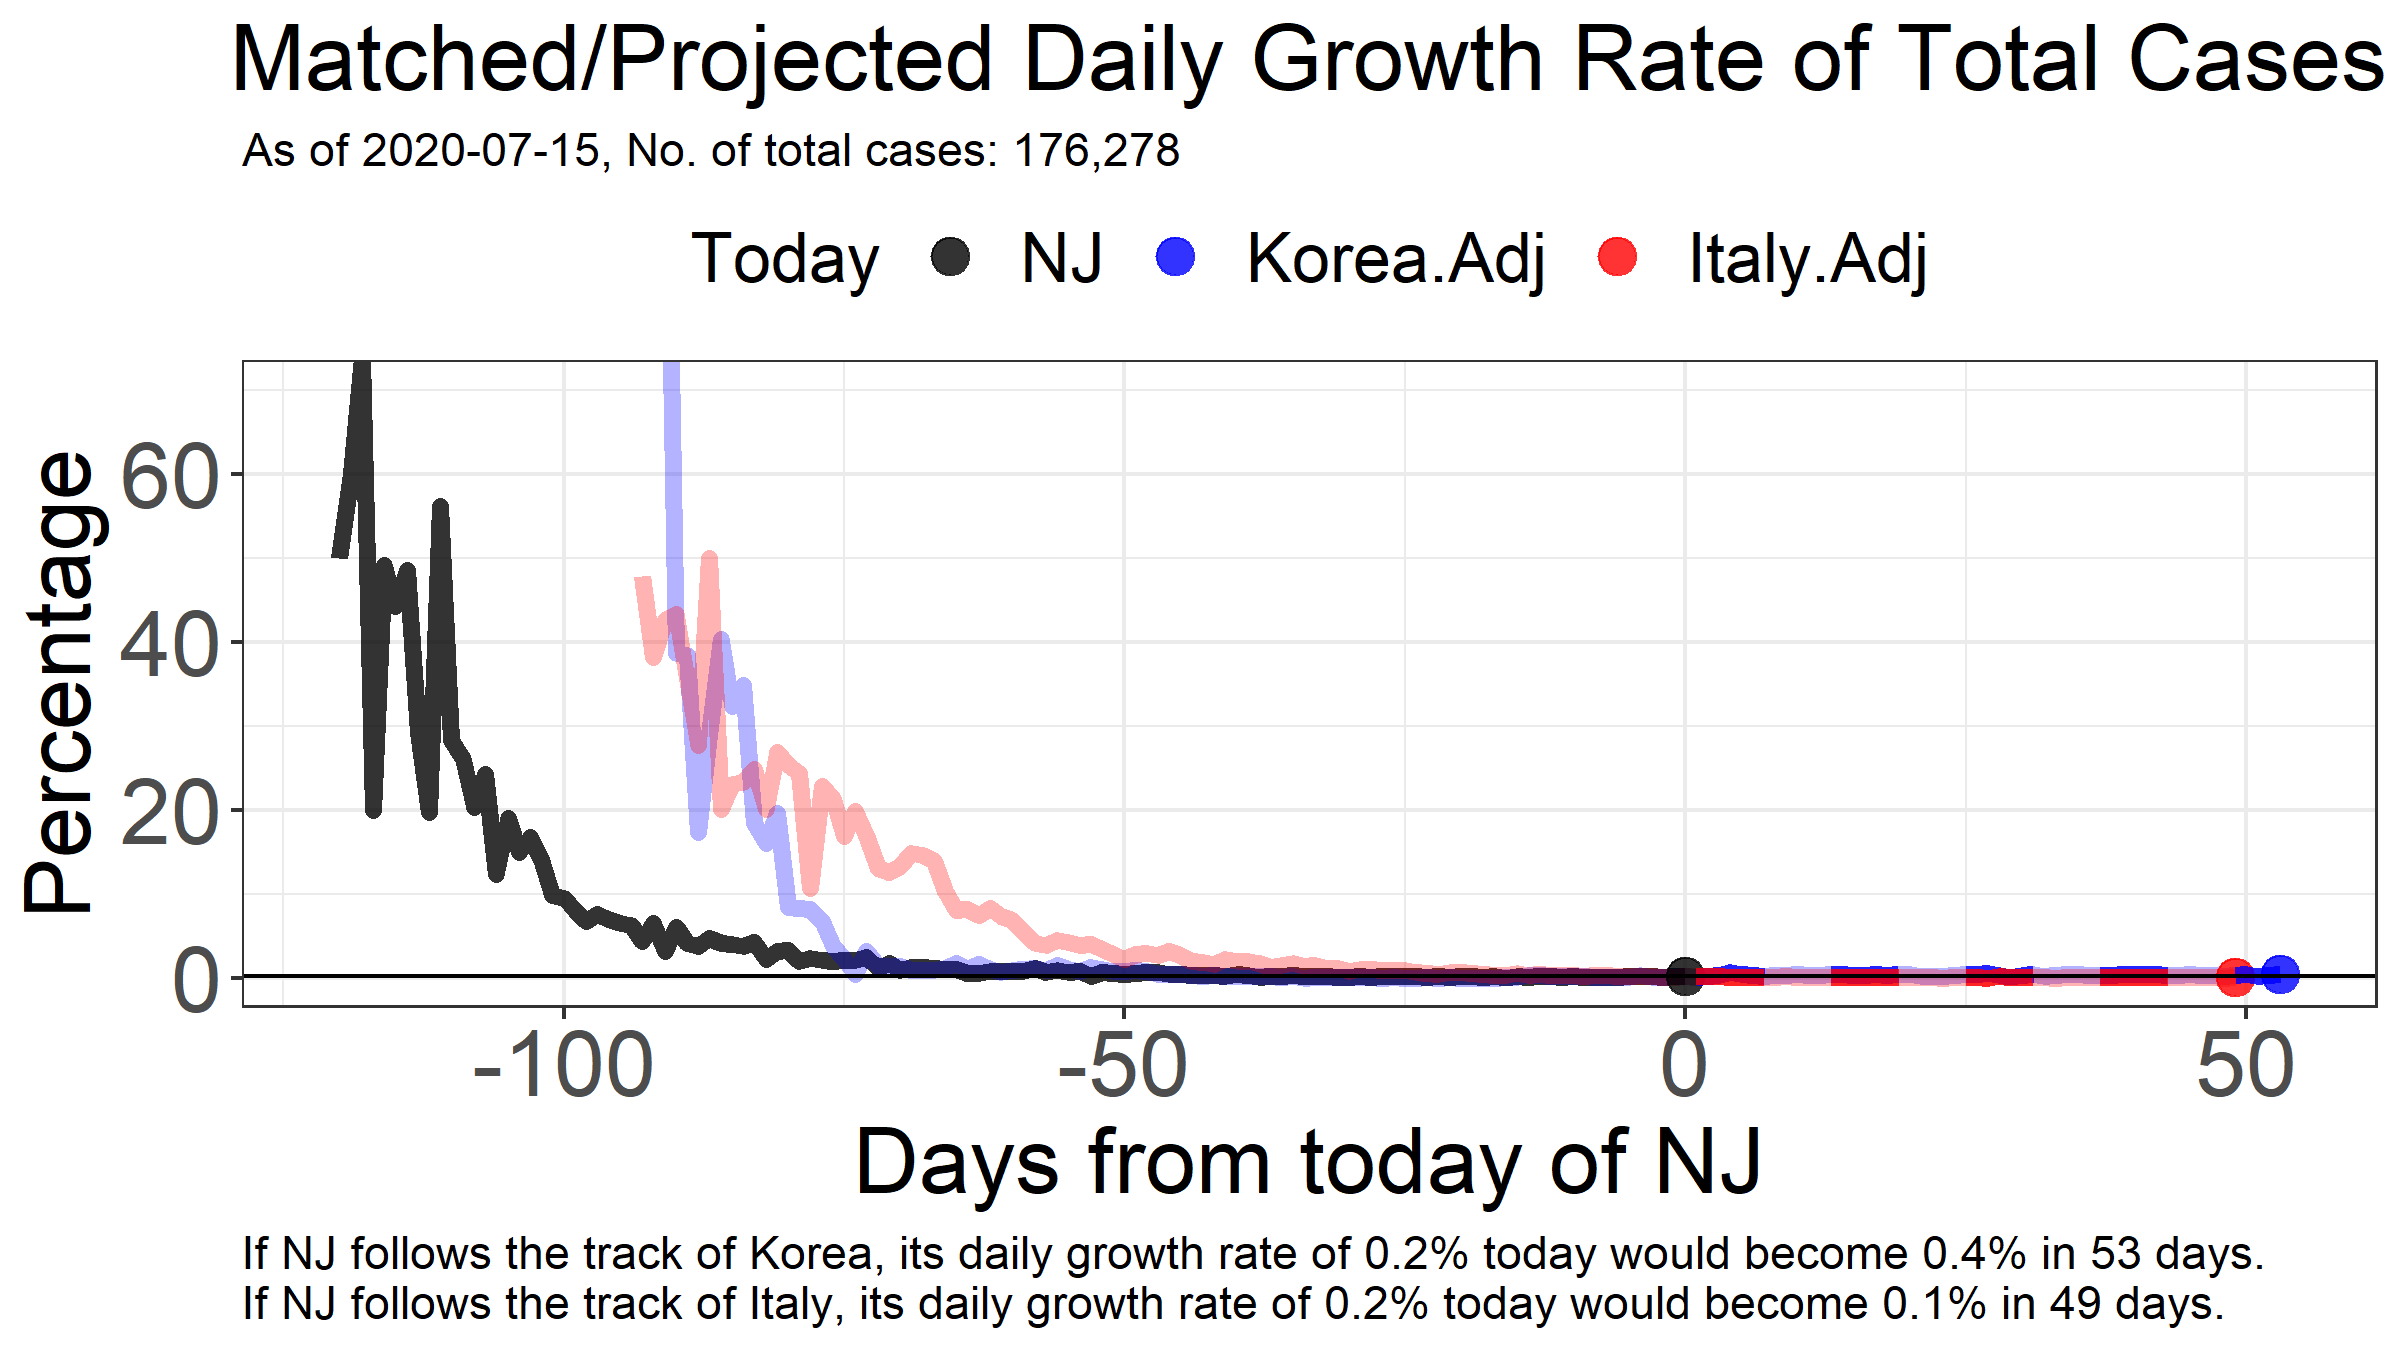 Matched/Projected Daily Growth Rate of Total Cases
As of 2020-07-15, No. of total cases: 176,278
Today NJ Korea.Adj Italy.Adj
Percentage
60
40
20
0
-100 -50 0 50
Days from today of NJ
If NJ follows the track of Korea, its daily growth rate of 0.2% today would become 0.4% in 53 days.
If NJ follows the track of Italy, its daily growth rate of 0.2% today would become 0.1% in 49 days.